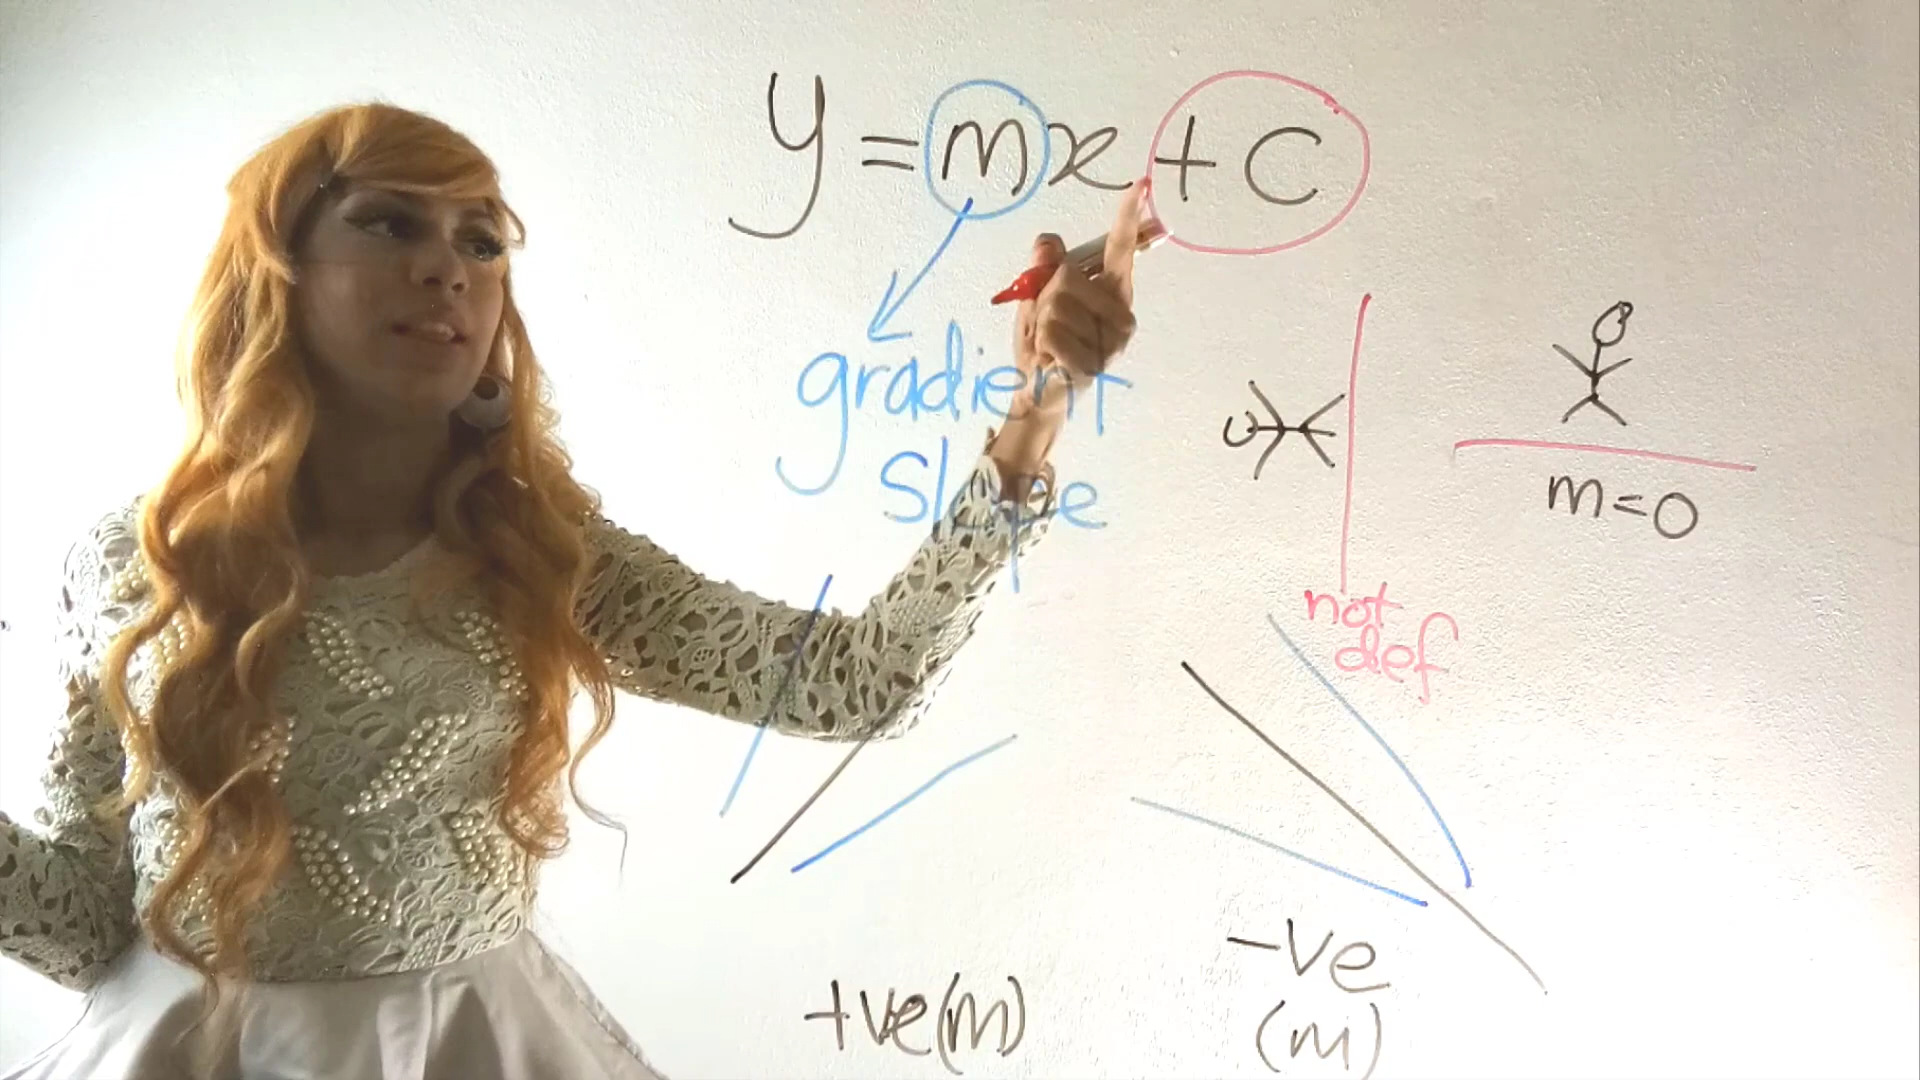 y = mx + c
gradient
slope
m=0
not
def
-ve
(m)
+ve(m)